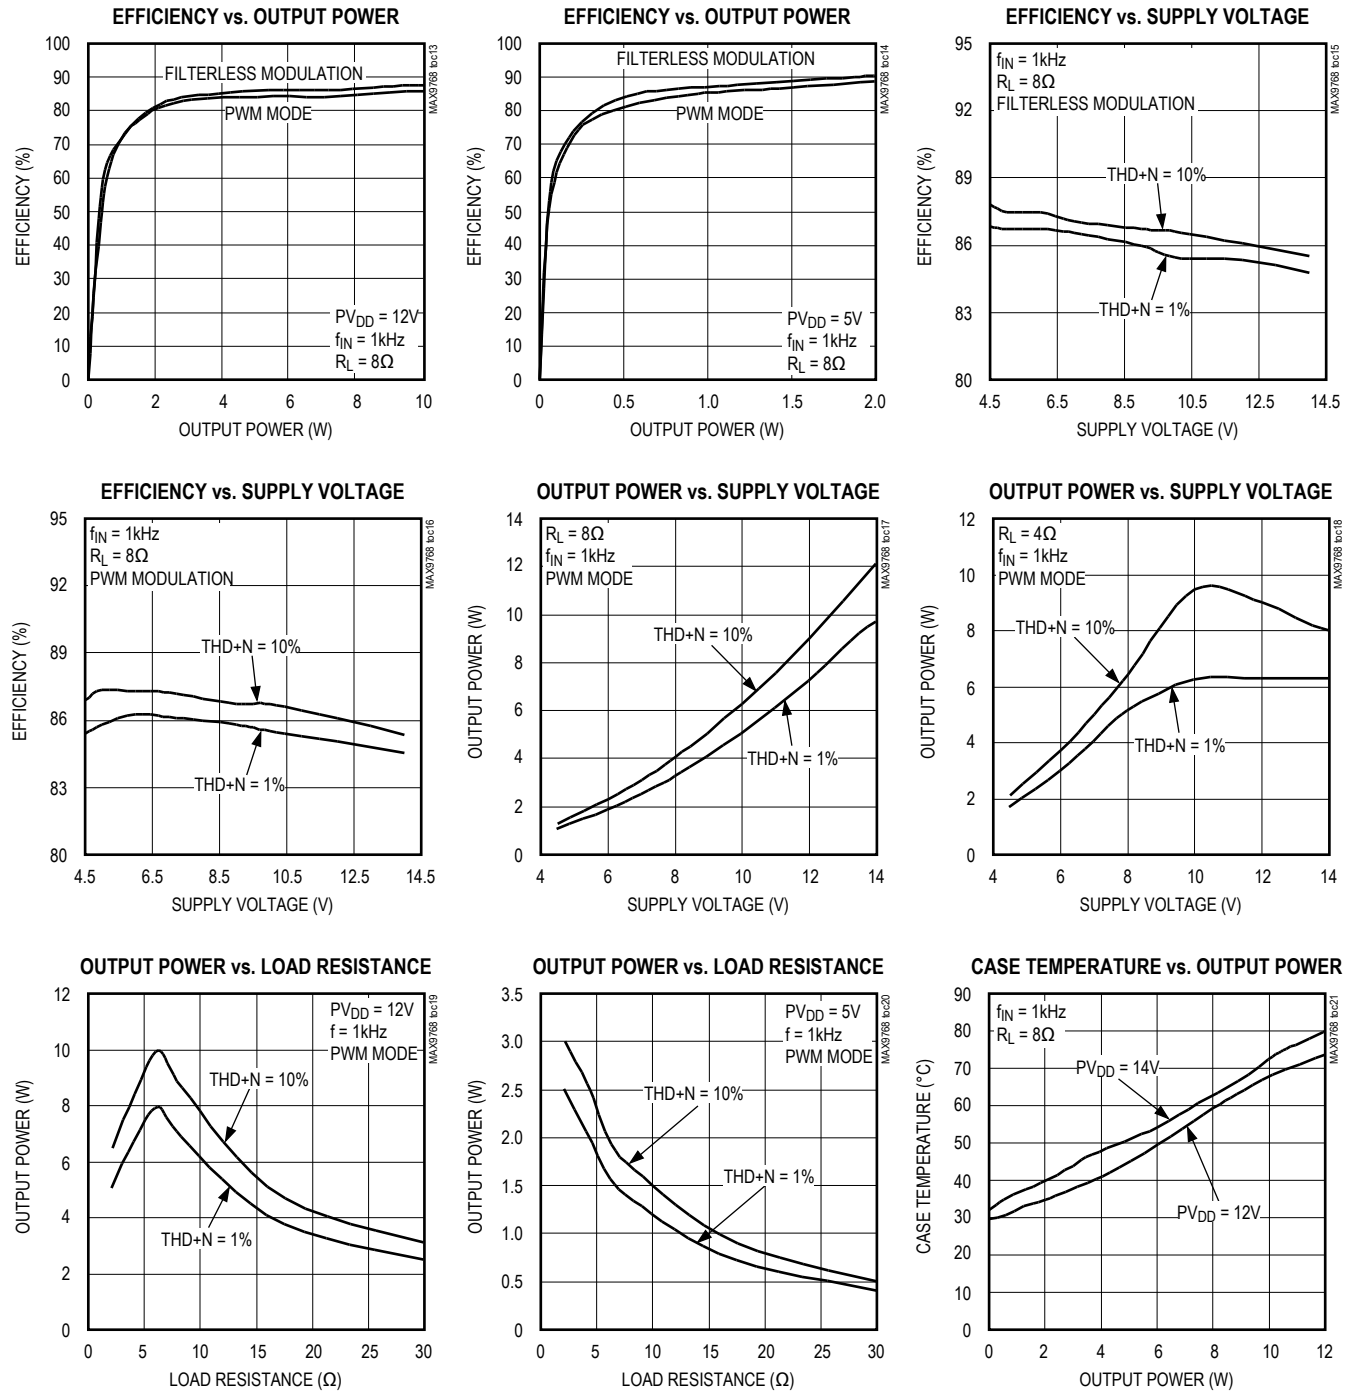 EFFICIENCY vs. OUTPUT POWER
100
90
80
70
60
50
40
30
20
10
0
EFFICIENCY (%)
FILTERLESS MODULATION
PWM MODE
PVDD = 12V
fIN = 1kHz
RL = 8Ω
MAX9768 toc13
0 2 4 6 8 10
OUTPUT POWER (W)
EFFICIENCY vs. OUTPUT POWER
100
90
80
70
60
50
40
30
20
10
0
EFFICIENCY (%)
FILTERLESS MODULATION
PWM MODE
PVDD = 5V
fIN = 1kHz
RL = 8Ω
MAX9768 toc14
0 0.5 1.0 1.5 2.0
OUTPUT POWER (W)
EFFICIENCY vs. SUPPLY VOLTAGE
95
92
89
86
83
80
EFFICIENCY (%)
fIN = 1kHz
RL = 8Ω
FILTERLESS MODULATION
THD+N = 10%
THD+N = 1%
MAX9768 toc15
4.5 6.5 8.5 10.5 12.5 14.5
SUPPLY VOLTAGE (V)
EFFICIENCY vs. SUPPLY VOLTAGE
95
92
89
86
83
80
EFFICIENCY (%)
fIN = 1kHz
RL = 8Ω
PWM MODULATION
THD+N = 10%
THD+N = 1%
MAX9768 toc16
4.5 6.5 8.5 10.5 12.5 14.5
SUPPLY VOLTAGE (V)
OUTPUT POWER vs. SUPPLY VOLTAGE
14
12
10
8
6
4
2
0
OUTPUT POWER (W)
RL = 8Ω
fIN = 1kHz
PWM MODE
THD+N = 10%
THD+N = 1%
MAX9768 toc17
4 6 8 10 12 14
SUPPLY VOLTAGE (V)
OUTPUT POWER vs. SUPPLY VOLTAGE
12
10
8
6
4
2
0
OUTPUT POWER (W)
RL = 4Ω
fIN = 1kHz
PWM MODE
THD+N = 10%
THD+N = 1%
MAX9768 toc18
4 6 8 10 12 14
SUPPLY VOLTAGE (V)
OUTPUT POWER vs. LOAD RESISTANCE
12
10
8
6
4
2
0
OUTPUT POWER (W)
PVDD = 12V
f = 1kHz
PWM MODE
THD+N = 10%
THD+N = 1%
MAX9768 toc19
0 5 10 15 20 25 30
LOAD RESISTANCE (Ω)
OUTPUT POWER vs. LOAD RESISTANCE
3.5
3.0
2.5
2.0
1.5
1.0
0.5
0
OUTPUT POWER (W)
PVDD = 5V
f = 1kHz
PWM MODE
THD+N = 10%
THD+N = 1%
MAX9768 toc20
0 5 10 15 20 25 30
LOAD RESISTANCE (Ω)
CASE TEMPERATURE vs. OUTPUT POWER
90
80
70
60
50
40
30
20
10
0
CASE TEMPERATURE (°C)
fIN = 1kHz
RL = 8Ω
PVDD = 14V
PVDD = 12V
MAX9768 toc21
0 2 4 6 8 10 12
OUTPUT POWER (W)